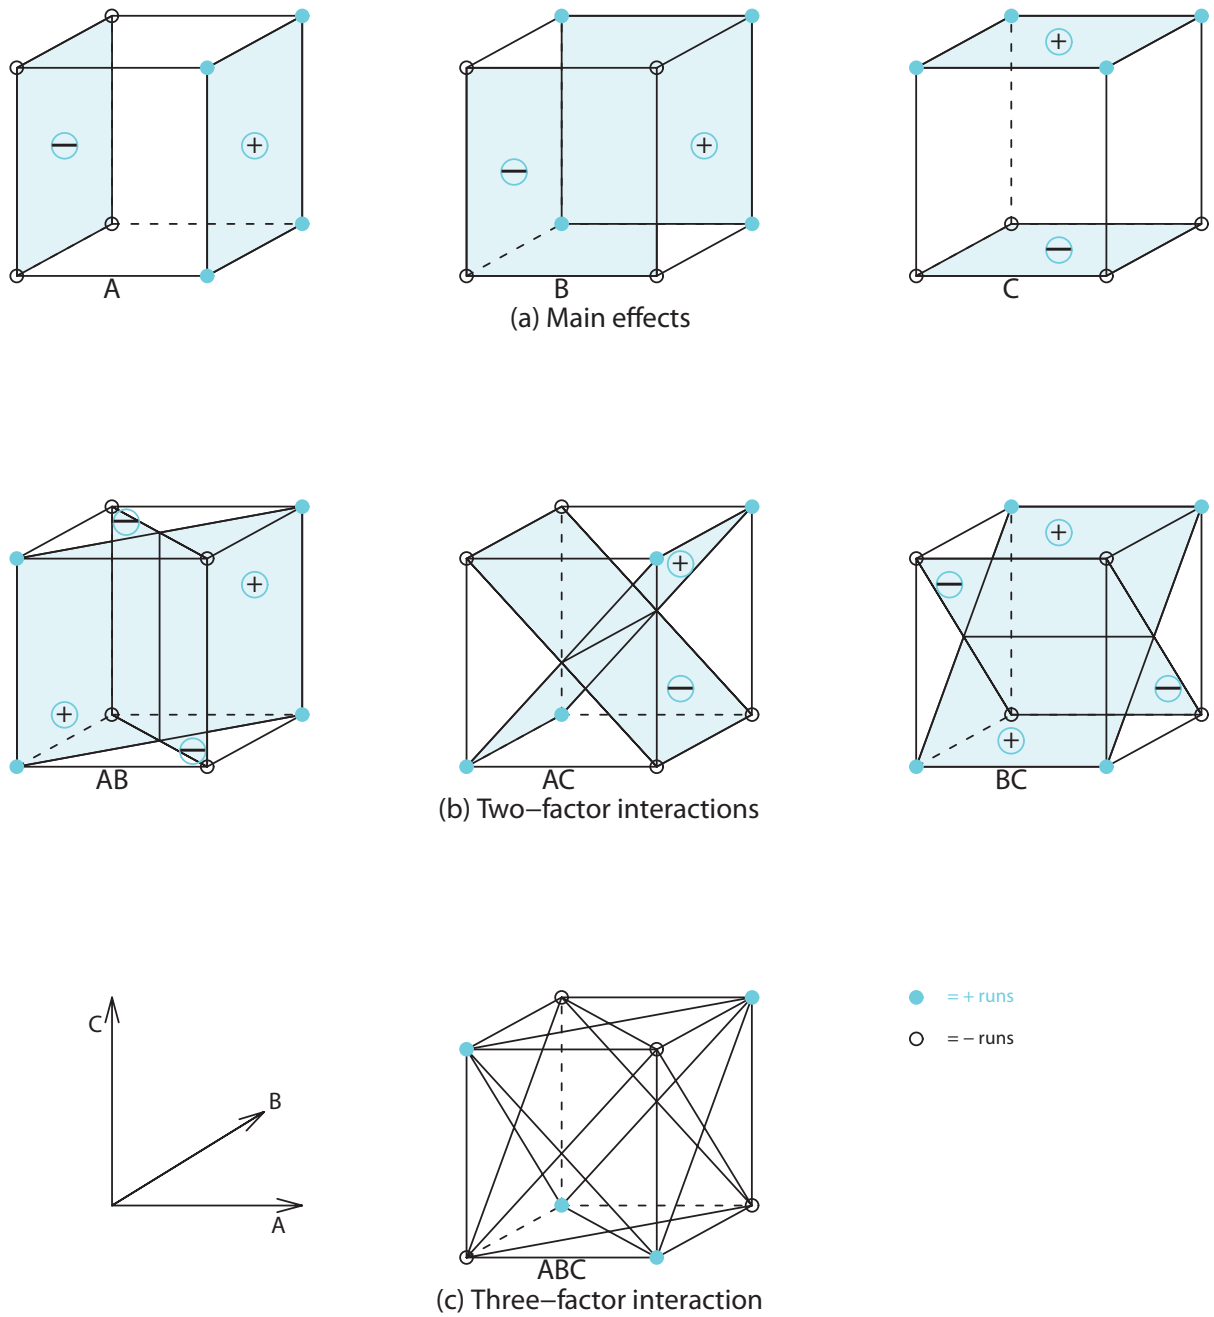 − + − + + −
A B C
(a) Main effects
− + + − + − − + − +
AB AC BC
(b) Two−factor interactions
C B A
= + runs
= − runs
ABC
(c) Three−factor interaction